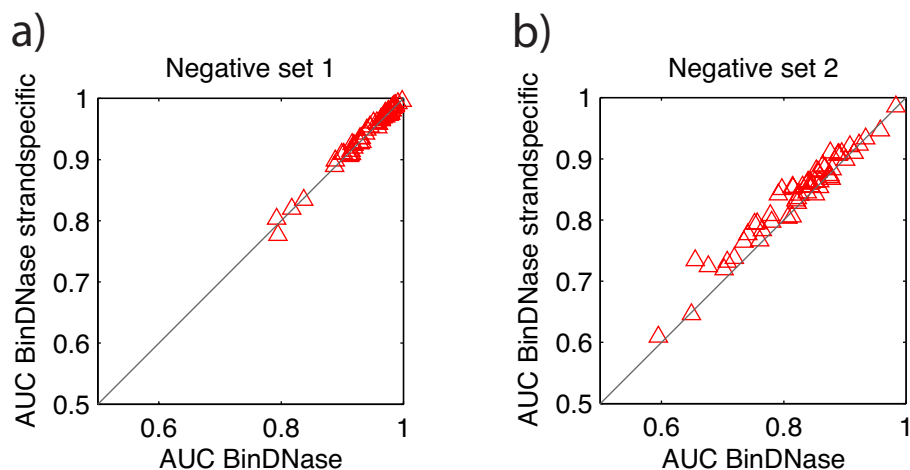 a)
Negative set 1
AUC BinDNase strandspecific
1
0.9
0.8
0.7
0.6
0.5
0.6
0.8
1
AUC BinDNase
b)
Negative set 2
AUC BinDNase strandspecific
1
0.9
0.8
0.7
0.6
0.5
0.6
0.8
1
AUC BinDNase